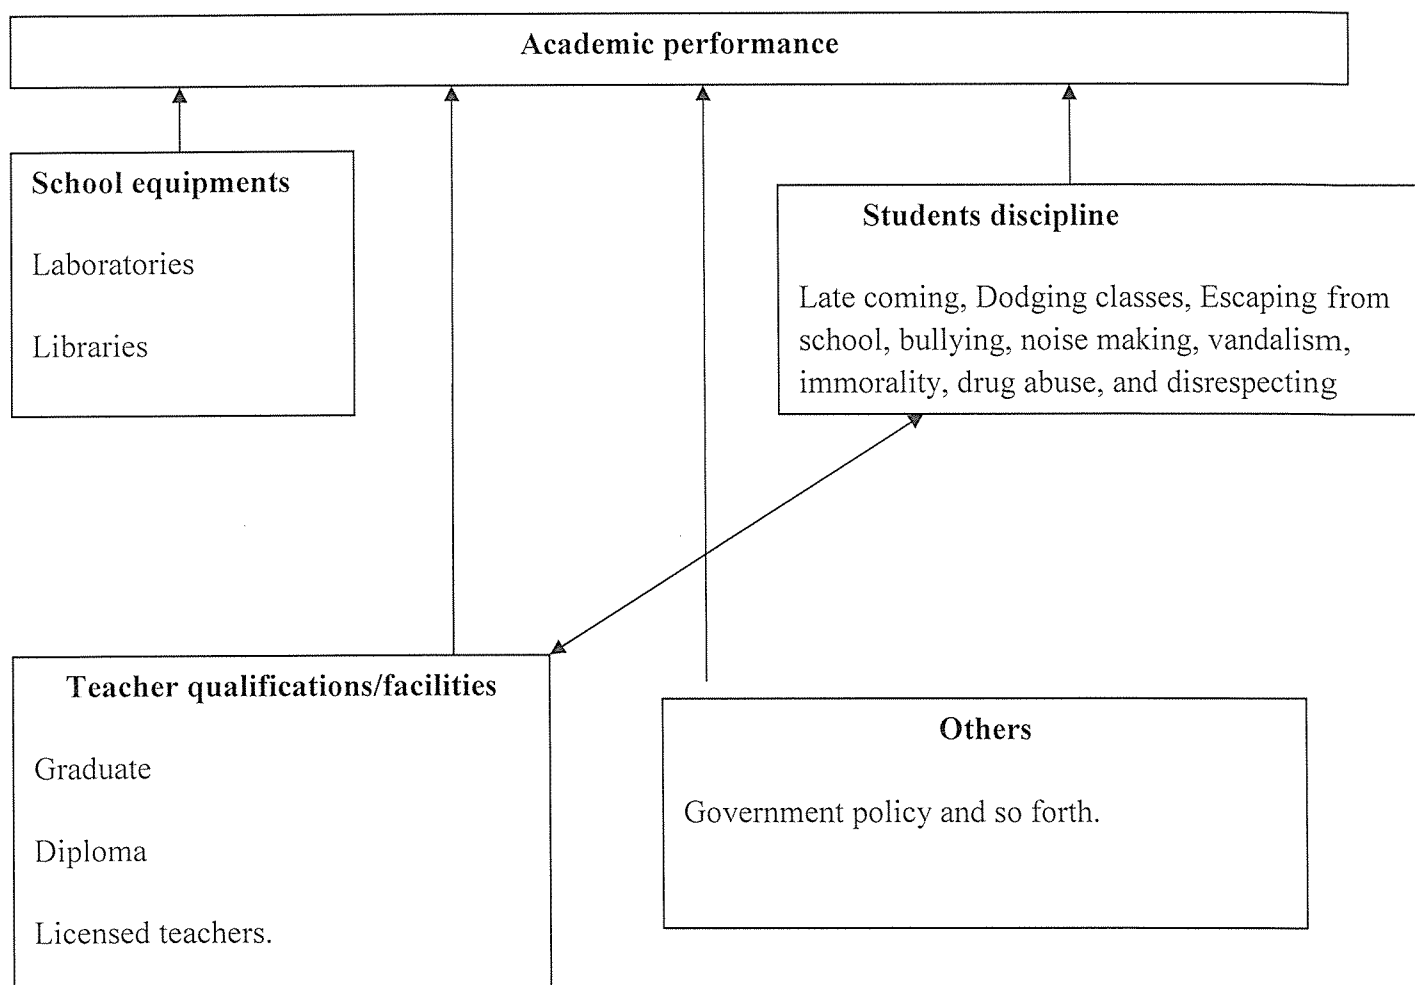 Academic performance
School equipments
Laboratories
Libraries
Students discipline
Late coming, Dodging classes, Escaping from
school, bullying, noise making, vandalism,
immorality, drug abuse, and disrespecting
Teacher qualifications/facilities
Graduate
Diploma
Licensed teachers.
Others
Government policy and so forth.